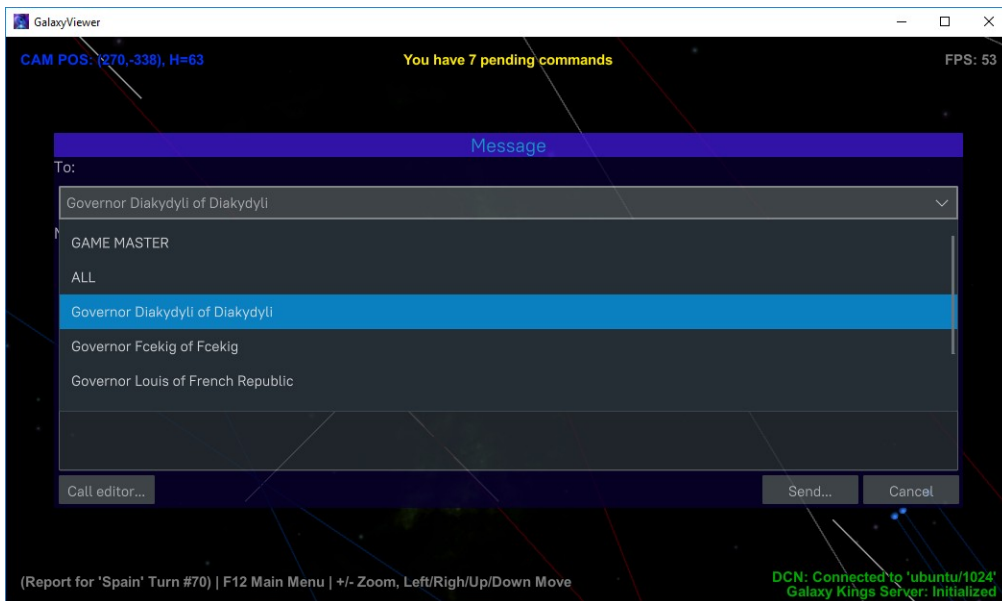 GalaxyViewer
CAM POS: (270,-338), H=63
You have 7 pending commands
FPS: 53
Message
To:
Governor Diakydyli of Diakydyli
GAME MASTER
ALL
Governor Diakydyli of Diakydyli
Governor Fcekig of Fcekig
Governor Louis of French Republic
Call editor...
Send...
Cancel
(Report for 'Spain' Turn #70) | F12 Main Menu | +/- Zoom, Left/Righ/Up/Down Move
DCN: Connected to 'ubuntu/1024'
Galaxy Kings Server: Initialized